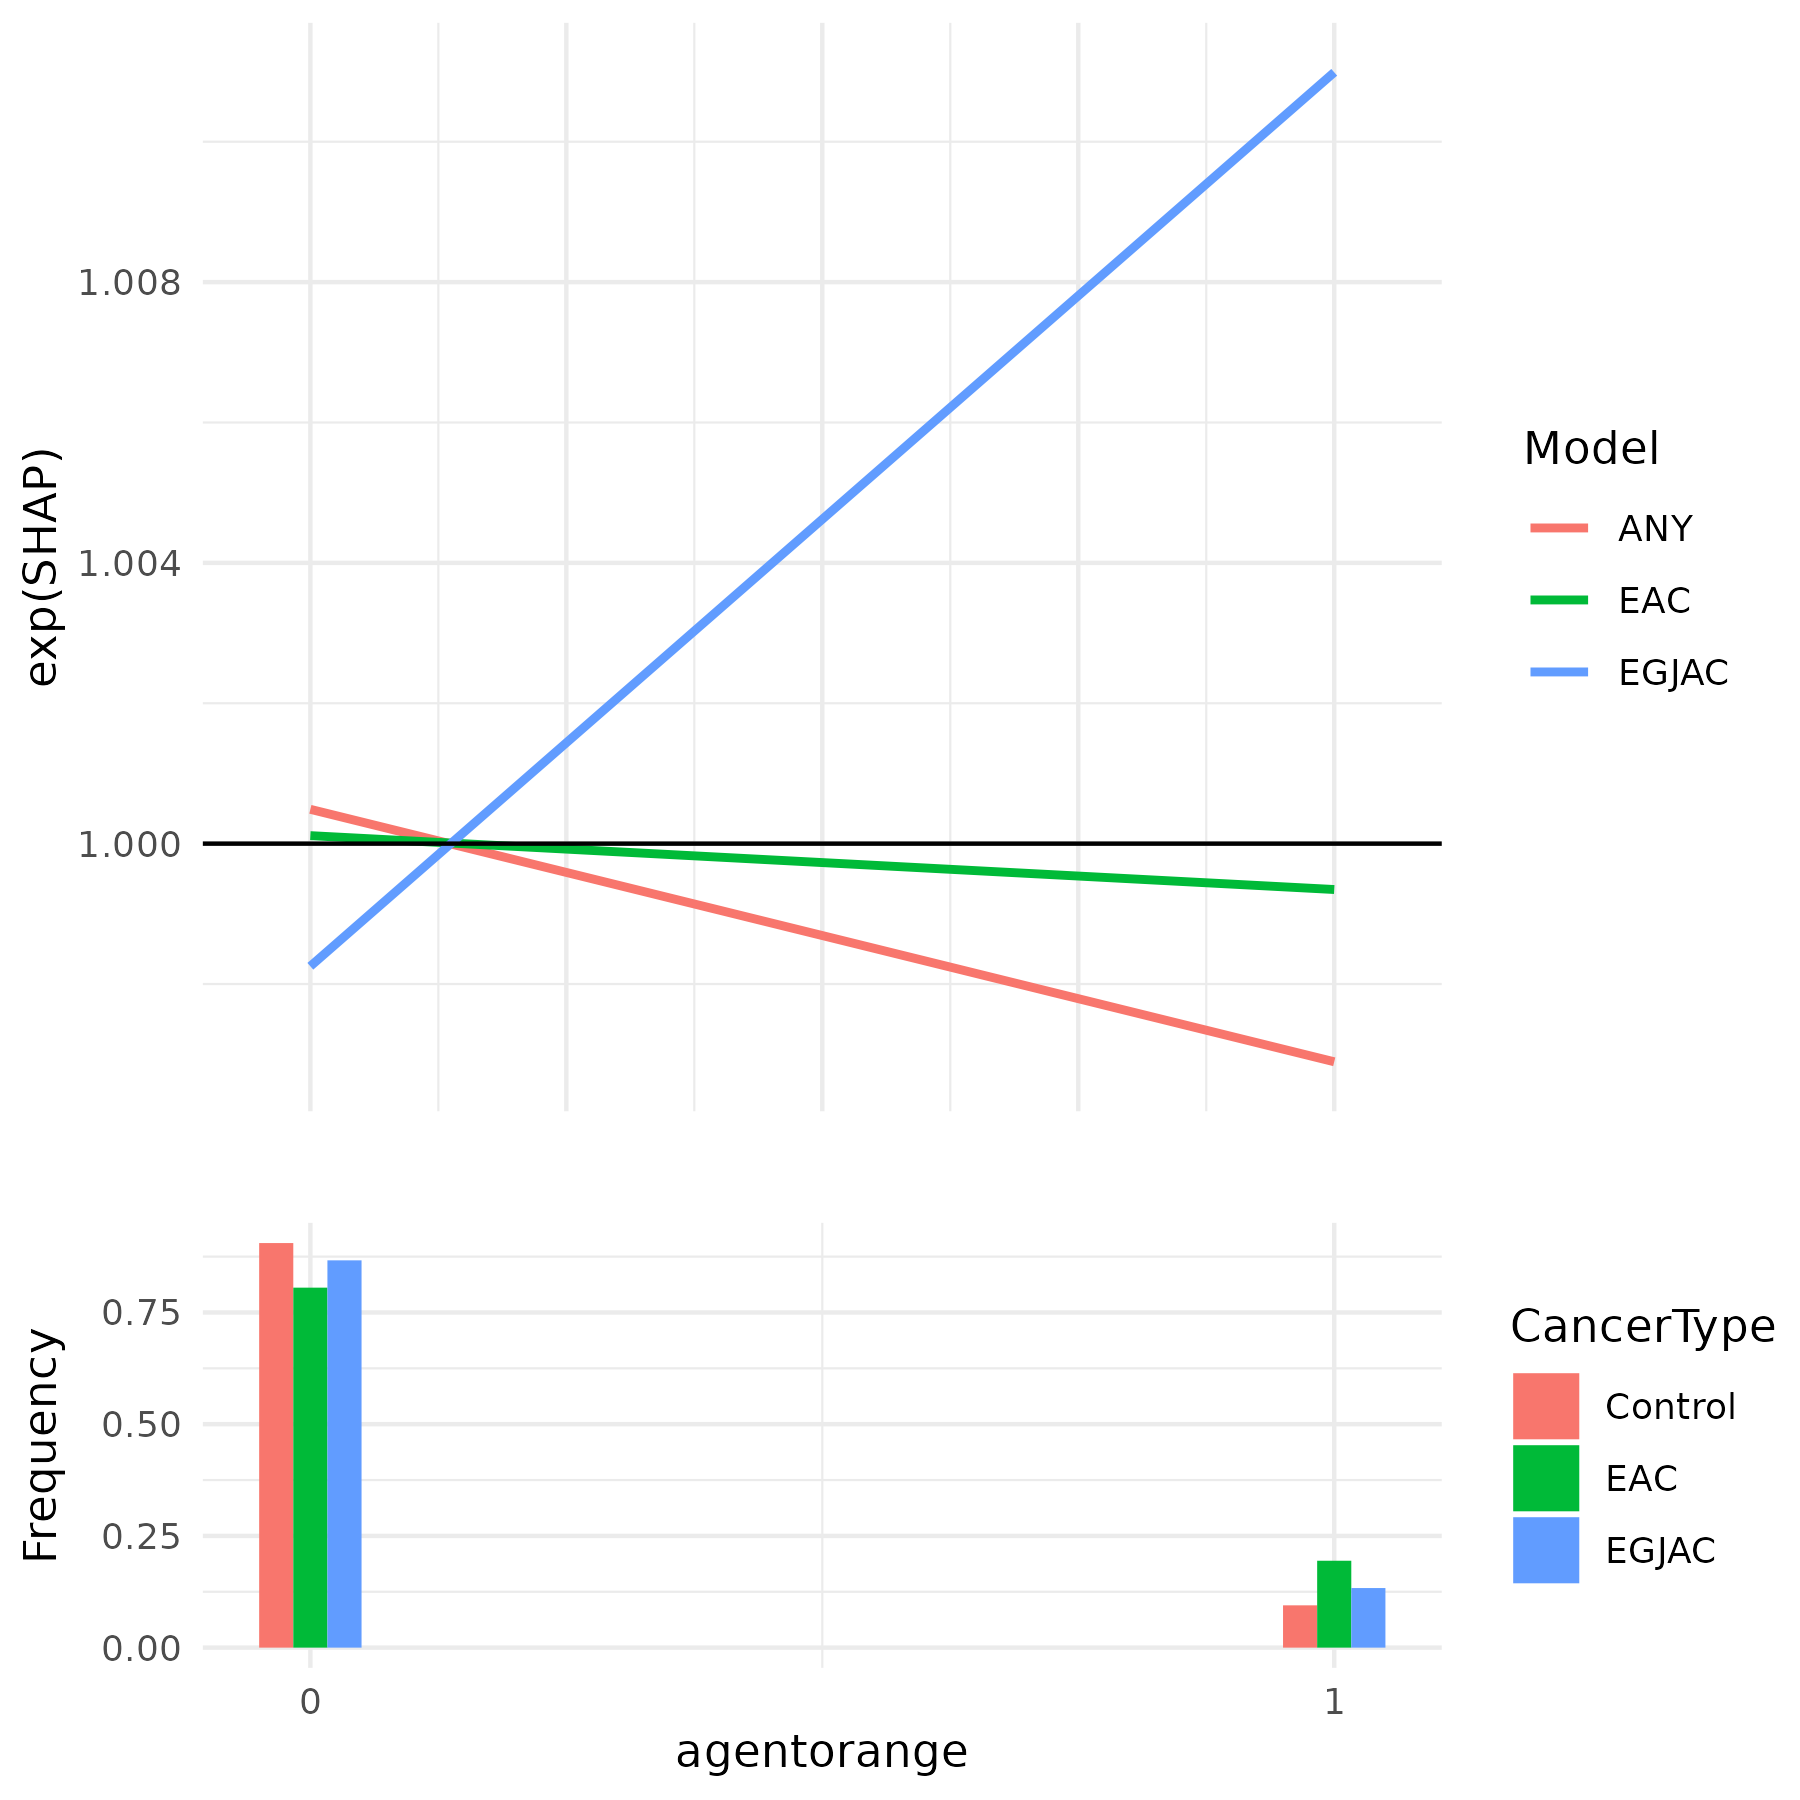 exp(SHAP)
1.008
1.004
1.000
Model
ANY
EAC
EGJAC
Frequency
0.75
0.50
0.25
0.00
0
1
agentorange
CancerType
Control
EAC
EGJAC